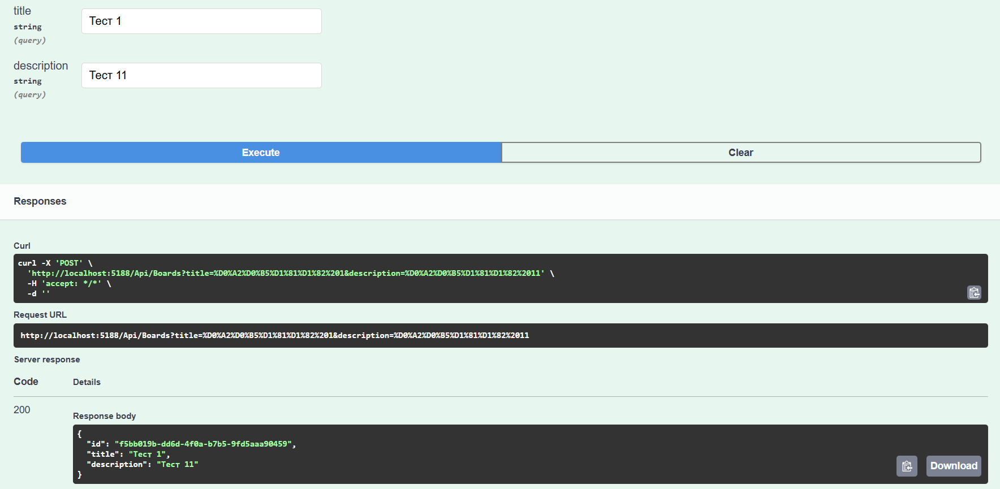 title
string
(query)
Тест 1
description
string
(query)
Тест 11
Execute
Clear
Responses
Curl
curl -X 'POST' \
'http://localhost:5188/Api/Boards?title=%D0%A2%D0%B5%D1%81%D1%82%201&description=%D0%A2%D0%B5%D1%81%D1%82%2011' \
-H 'accept: */*' \
-d ''
Request URL
http://localhost:5188/Api/Boards?title=%D0%A2%D0%B5%D1%81%D1%82%201&description=%D0%A2%D0%B5%D1%81%D1%82%2011
Server response
Code
Details
200
Response body
{
"id": "f5bb019b-dd6d-4f0a-b7b5-9fd5aaa90459",
"title": "Тест 1",
"description": "Тест 11"
}
Download